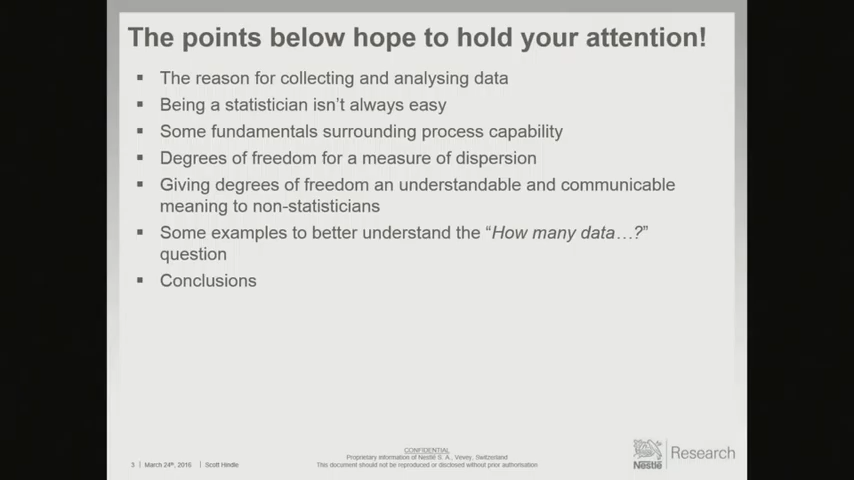 The points below hope to hold your attention!
▪ The reason for collecting and analysing data
▪ Being a statistician isn't always easy
▪ Some fundamentals surrounding process capability
▪ Degrees of freedom for a measure of dispersion
▪ Giving degrees of freedom an understandable and communicable
meaning to non-statisticians
▪ Some examples to better understand the "How many data…?"
question
▪ Conclusions
CONFIDENTIAL
Proprietary information of Nestlé S. A., Vevey, Switzerland
This document should not be reproduced or disclosed without prior authorisation
3 | March 24th, 2016 | Scott Hindle
Nestlé Research